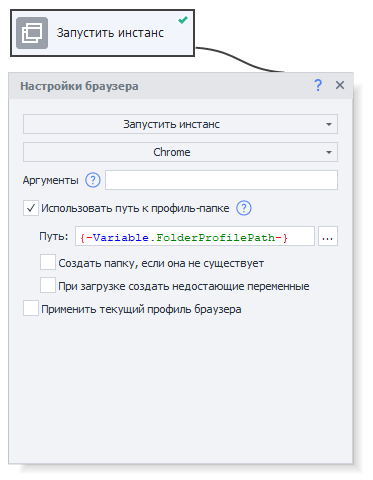 Запустить инстанс
Настройки браузера ?
Запустить инстанс
Chrome
Аргументы ?
Использовать путь к профиль-папке ?
Путь: {-Variable.FolderProfilePath-} ...
Создать папку, если она не существует
При загрузке создать недостающие переменные
Применить текущий профиль браузера